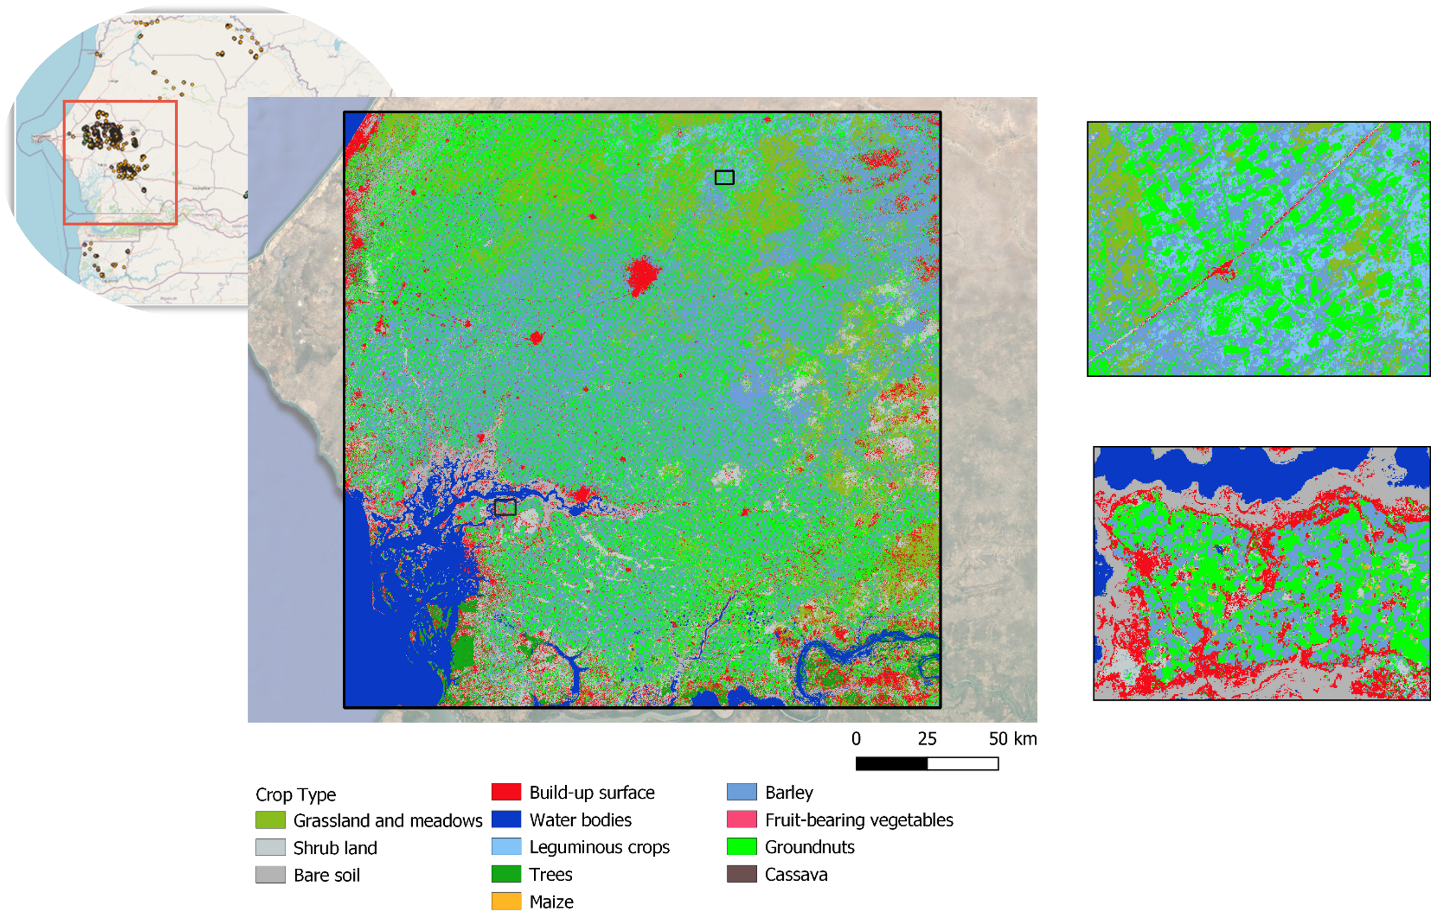 0 25 50 km
Crop Type
Grassland and meadows
Shrub land
Bare soil
Build-up surface
Water bodies
Leguminous crops
Trees
Maize
Barley
Fruit-bearing vegetables
Groundnuts
Cassava